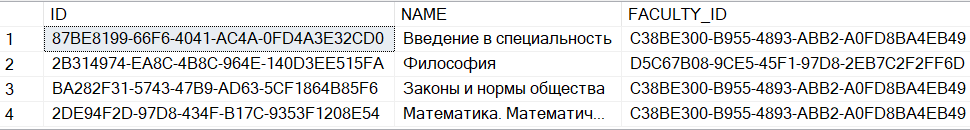 ID NAME FACULTY_ID
1 87BE8199-66F6-4041-AC4A-0FD4A3E32CD0 Введение в специальность C38BE300-B955-4893-ABB2-A0FD8BA4EB49
2 2B314974-EA8C-4B8C-964E-140D3EE515FA Философия D5C67B08-9CE5-45F1-97D8-2EB7C2F2FF6D
3 BA282F31-5743-47B9-AD63-5CF1864B85F6 Законы и нормы общества C38BE300-B955-4893-ABB2-A0FD8BA4EB49
4 2DE94F2D-97D8-434F-B17C-9353F1208E54 Математика. Математич... C38BE300-B955-4893-ABB2-A0FD8BA4EB49